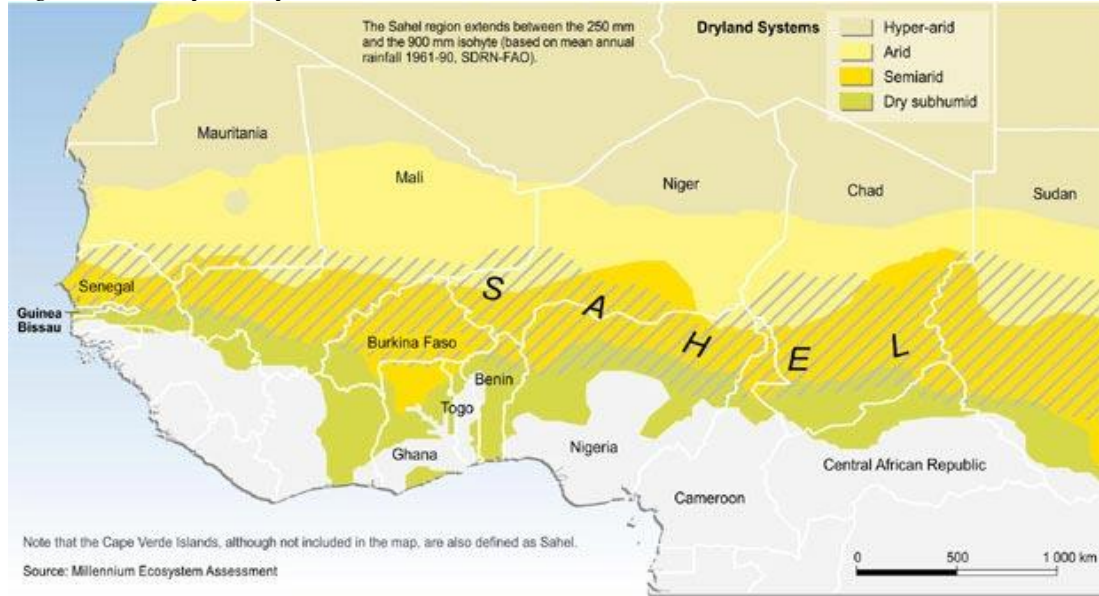 The Sahel region extends between the 250 mm
and the 900 mm isohyte (based on mean annual
rainfall 1961-90, SDRN-FAO).
Dryland Systems
Hyper-arid
Arid
Semiarid
Dry subhumid
Mauritania
Mali
Niger
Chad
Sudan
Senegal
Guinea
Bissau
S A H E L
Burkina Faso
Benin
Togo
Ghana
Nigeria
Cameroon
Central African Republic
Note that the Cape Verde Islands, although not included in the map, are also defined as Sahel.
Source: Millennium Ecosystem Assessment
0 500 1 000 km